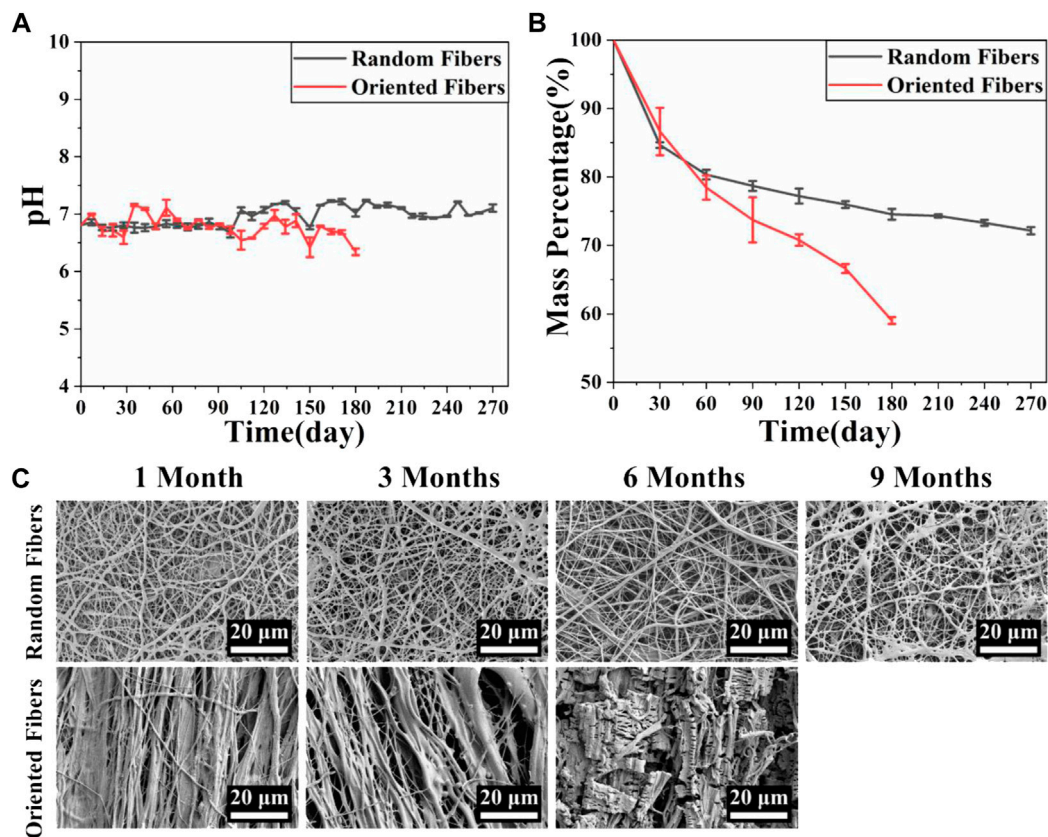 A
10
9
8
7
6
5
4
pH
0 30 60 90 120 150 180 210 240 270
Time(day)
Random Fibers
Oriented Fibers
B
100
90
80
70
60
50
Mass Percentage(%)
0 30 60 90 120 150 180 210 240 270
Time(day)
Random Fibers
Oriented Fibers
C
1 Month 3 Months 6 Months 9 Months
Random Fibers
20 μm 20 μm 20 μm 20 μm
Oriented Fibers
20 μm 20 μm 20 μm